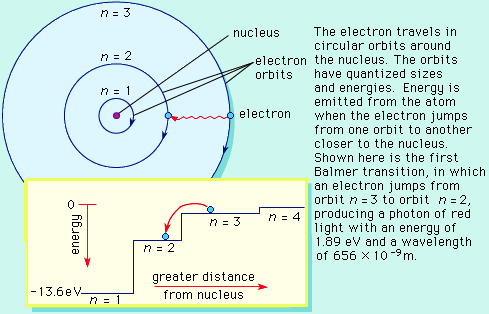 n = 3
nucleus
n = 2
electron
orbits
n = 1
electron
The electron travels in
circular orbits around
the nucleus. The orbits
have quantized sizes
and energies. Energy is
emitted from the atom
when the electron jumps
from one orbit to another
closer to the nucleus.
Shown here is the first
Balmer transition, in which
an electron jumps from
orbit n = 3 to orbit n = 2,
producing a photon of red
light with an energy of
1.89 eV and a wavelength
of 656 × 10⁻⁹ m.
0
energy
n = 4
n = 3
n = 2
greater distance
from nucleus
-13.6eV
n = 1